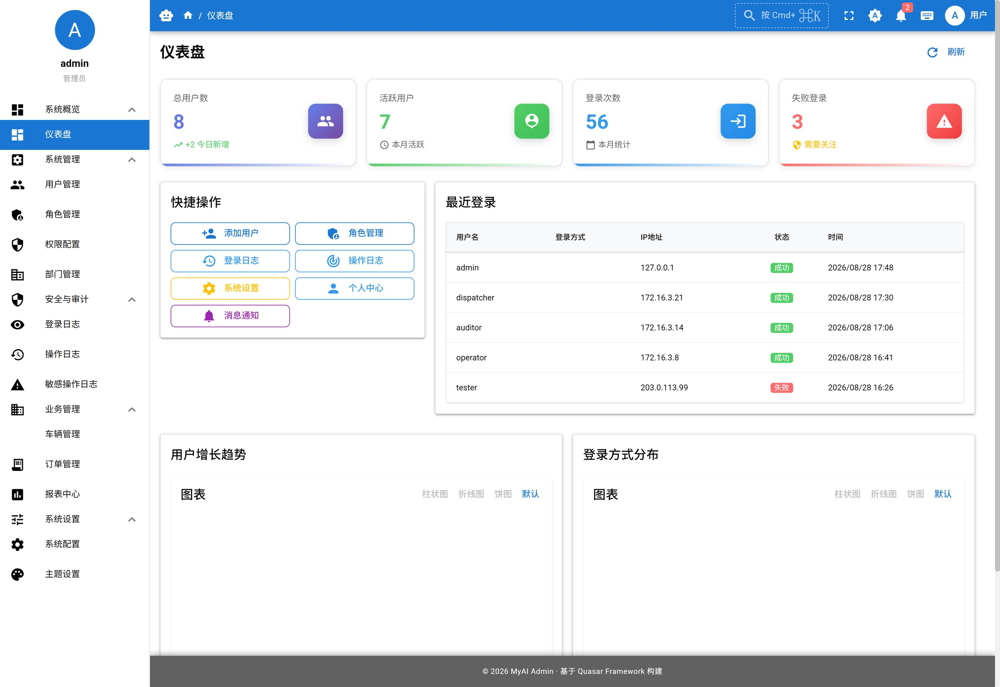 A
admin
管理员
系统概览
仪表盘
系统管理
用户管理
角色管理
权限配置
部门管理
安全与审计
登录日志
操作日志
敏感操作日志
业务管理
车辆管理
订单管理
报表中心
系统设置
系统配置
主题设置
/ 仪表盘
按 Cmd+ ⌘K
A
2
A 用户
仪表盘
刷新
总用户数
8
+2 今日新增
活跃用户
7
本月活跃
登录次数
56
本月统计
失败登录
3
需要关注
快捷操作
添加用户 角色管理
登录日志 操作日志
系统设置 个人中心
消息通知
最近登录
用户名 登录方式 IP地址 状态 时间
admin 127.0.0.1 成功 2026/08/28 17:48
dispatcher 172.16.3.21 成功 2026/08/28 17:30
auditor 172.16.3.14 成功 2026/08/28 17:06
operator 172.16.3.8 成功 2026/08/28 16:41
tester 203.0.113.99 失败 2026/08/28 16:26
用户增长趋势
图表 柱状图 折线图 饼图 默认
登录方式分布
图表 柱状图 折线图 饼图 默认
© 2026 MyAI Admin · 基于 Quasar Framework 构建